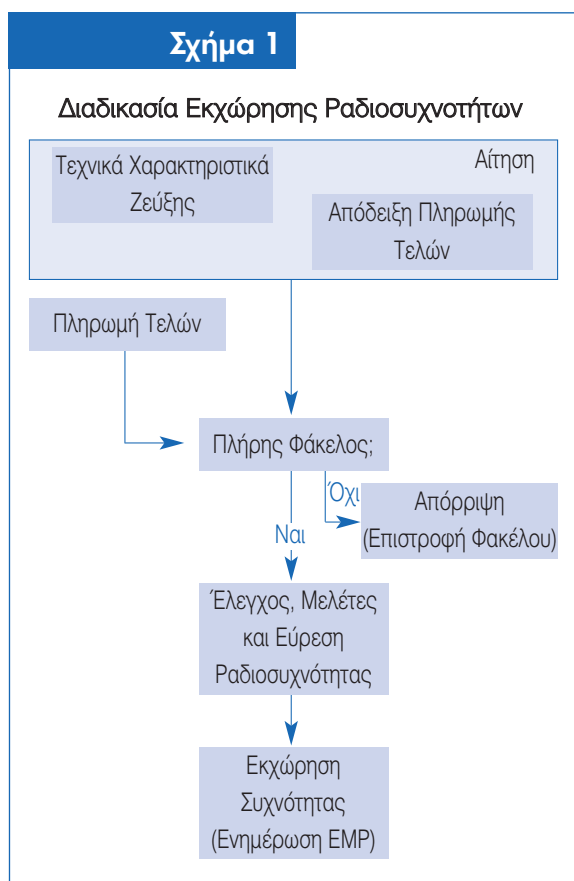 Σχήμα 1
Διαδικασία Εκχώρησης Ραδιοσυχνοτήτων
Τεχνικά Χαρακτηριστικά
Ζεύξης
Αίτηση
Απόδειξη Πληρωμής
Τελών
Πληρωμή Τελών
Πλήρης Φάκελος;
Όχι
Απόρριψη
(Επιστροφή Φακέλου)
Ναι
Έλεγχος, Μελέτες
και Εύρεση
Ραδιοσυχνότητας
Εκχώρηση
Συχνότητας
(Ενημέρωση ΕΜΡ)